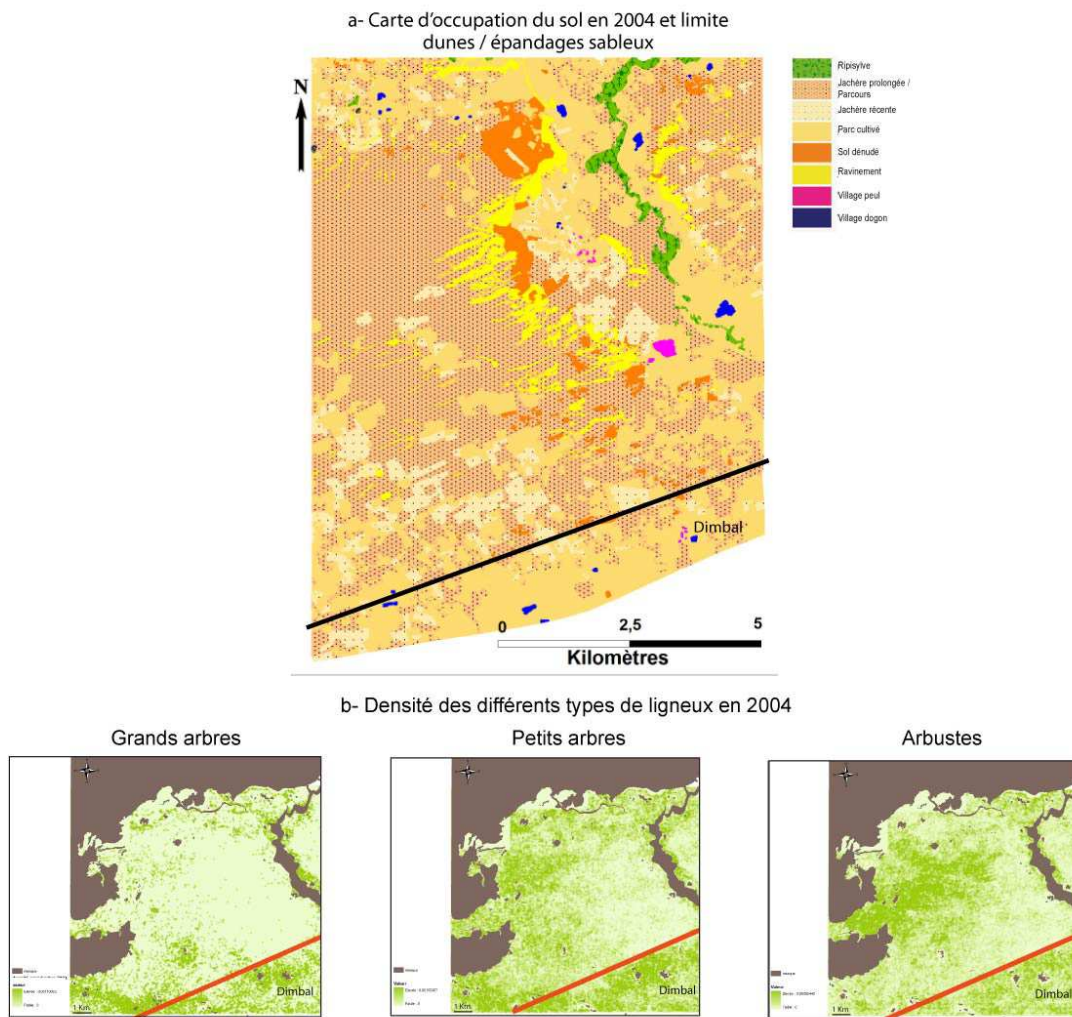 a- Carte d'occupation du sol en 2004 et limite
dunes / épandages sableux
N
Ripisylve
Jachère prolongée /
Parcours
Jachère récente
Parc cultivé
Sol dénudé
Ravinement
Village peul
Village dogon
Dimbal
0 2,5 5
Kilomètres
b- Densité des différents types de ligneux en 2004
Grands arbres
Petits arbres
Arbustes
1 Km
Dimbal
1 Km
Dimbal
1 Km
Dimbal